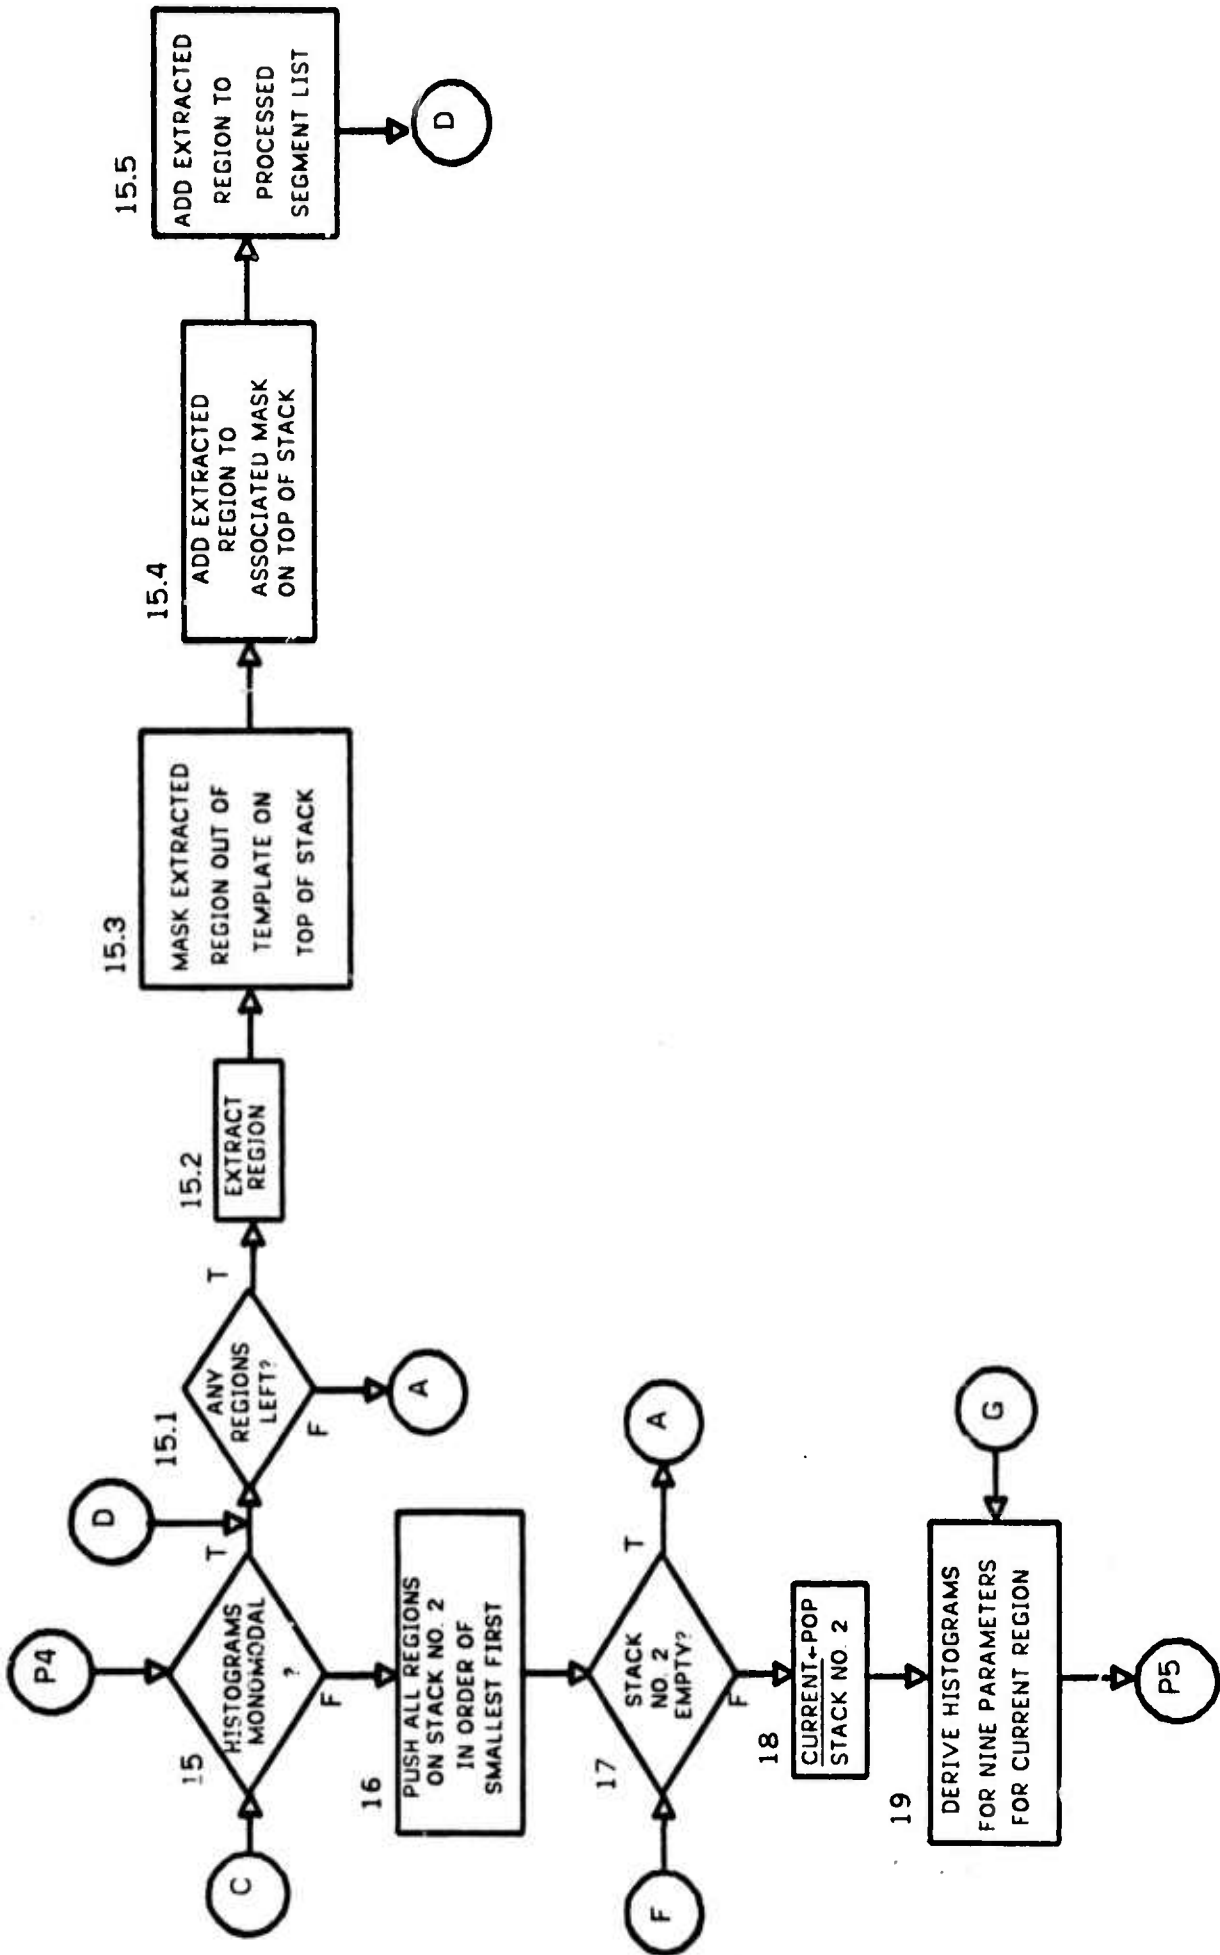 P4
D
C
15
HISTOGRAMS
MONOMODAL
?
T
F
15.1
ANY
REGIONS
LEFT?
T
F
A
15.2
EXTRACT
REGION
15.3
MASK EXTRACTED
REGION OUT OF
TEMPLATE ON
TOP OF STACK
15.4
ADD EXTRACTED
REGION TO
ASSOCIATED MASK
ON TOP OF STACK
15.5
ADD EXTRACTED
REGION TO
PROCESSED
SEGMENT LIST
D
16
PUSH ALL REGIONS
ON STACK NO. 2
IN ORDER OF
SMALLEST FIRST
F
17
STACK
NO. 2
EMPTY?
T
F
A
18
CURRENT←POP
STACK NO. 2
19
DERIVE HISTOGRAMS
FOR NINE PARAMETERS
FOR CURRENT REGION
G
P5